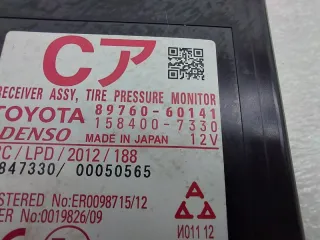 Cア
RECEIVER ASSY, TIRE PRESSURE MONITOR
TOYOTA 89760-60141
DENSO 158400-7330
MADE IN JAPAN 12V
C/LPD/2012/188
847330/ 00050565
STERED No:ER0098715/12
ER No:0019826/09
И011 12